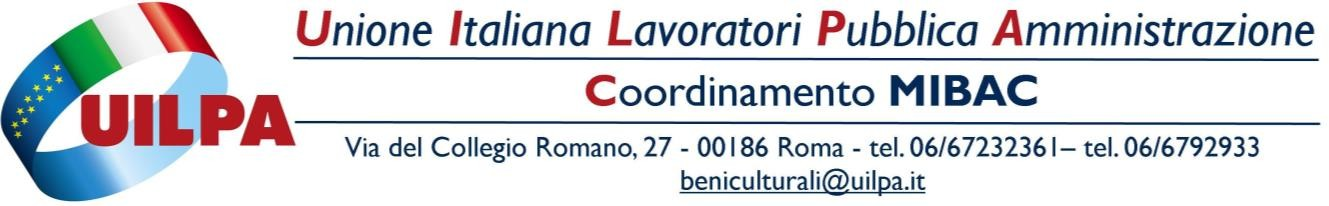 UILPA
Unione Italiana Lavoratori Pubblica Amministrazione
Coordinamento MIBAC
Via del Collegio Romano, 27 - 00186 Roma - tel. 06/67232361– tel. 06/6792933
beniculturali@uilpa.it